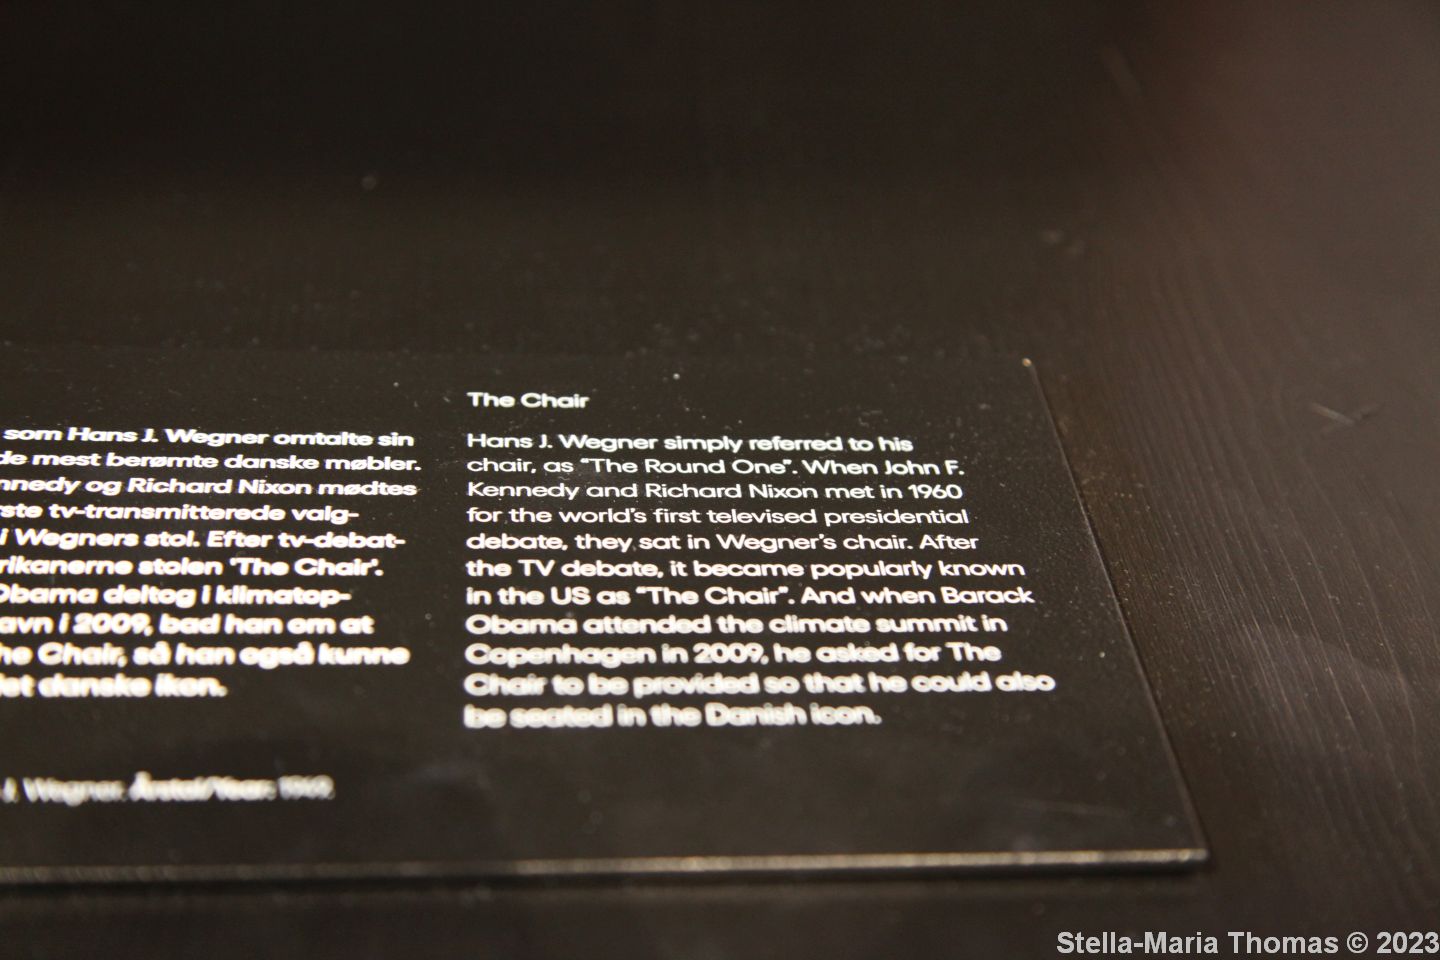 som Hans J. Wegner omtalte sin
de mest berømte danske møbler.
nnedy og Richard Nixon mødtes
rste tv-transmitterede valg-
i Wegners stol. Efter tv-debat-
rikanerne stolen 'The Chair'.
Obama deltog i klimatop-
avn i 2009, bad han om at
he Chair, så han også kunne
det danske ikon.
J. Wegner. Årstal/Year:
The Chair
Hans J. Wegner simply referred to his
chair, as “The Round One”. When John F.
Kennedy and Richard Nixon met in 1960
for the world's first televised presidential
debate, they sat in Wegner's chair. After
the TV debate, it became popularly known
in the US as “The Chair”. And when Barack
Obama attended the climate summit in
Copenhagen in 2009, he asked for The
Chair to be provided so that he could also
be seated in the Danish icon.
Stella-Maria Thomas © 2023